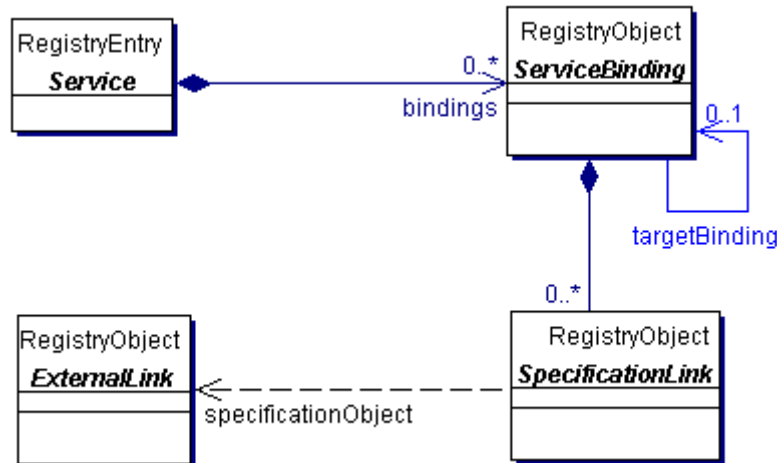 RegistryEntry
Service
0..*
bindings
RegistryObject
ServiceBinding
0..1
targetBinding
0..*
RegistryObject
ExternalLink
specificationObject
RegistryObject
SpecificationLink